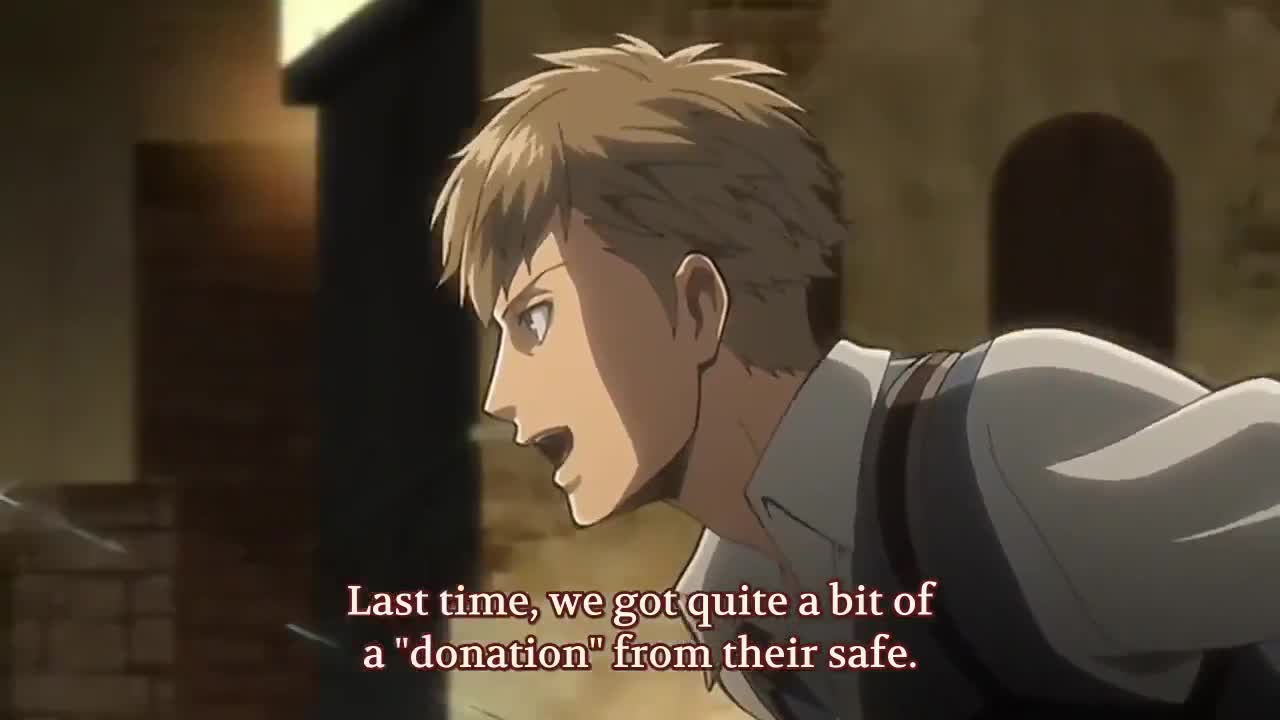 Last time, we got quite a bit of
a "donation" from their safe.